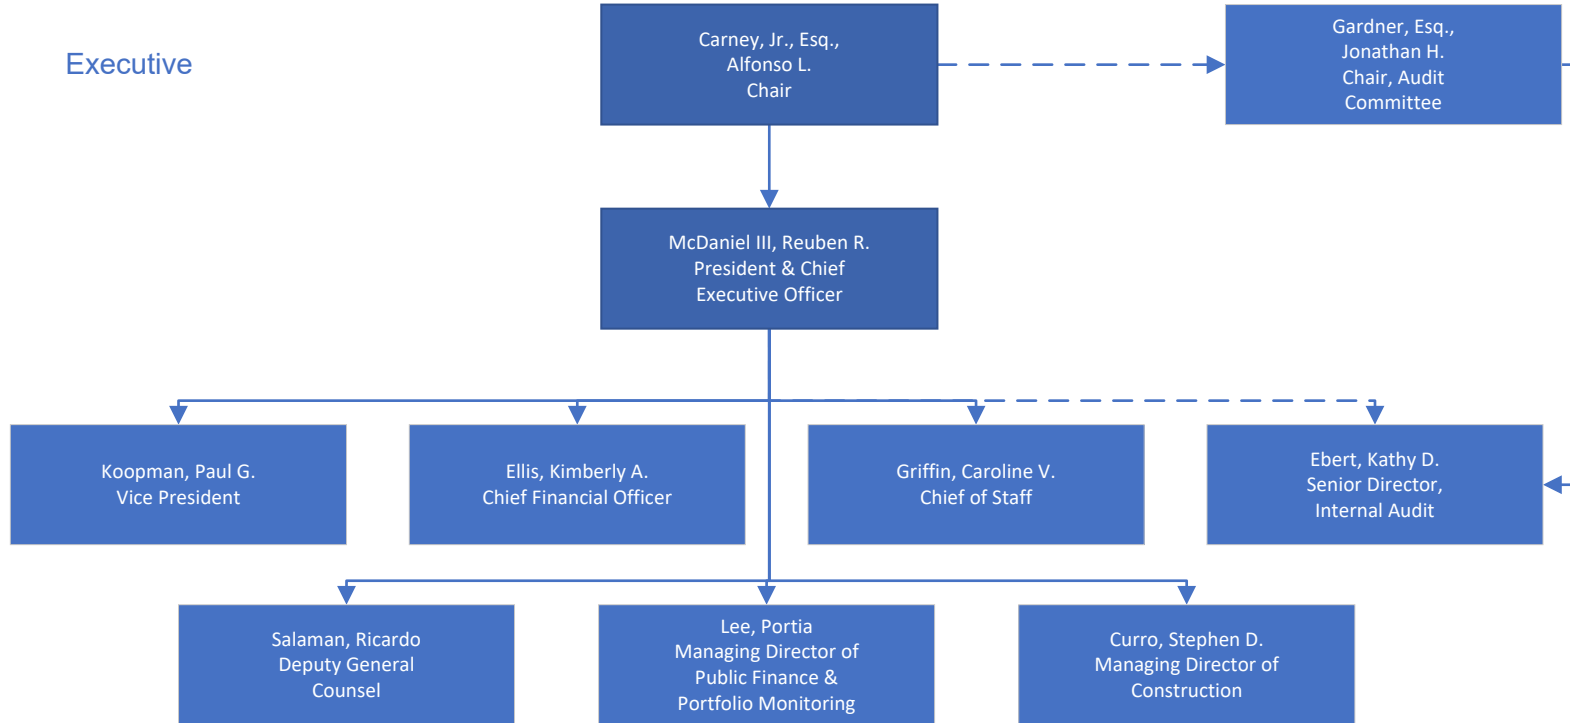 Executive
Carney, Jr., Esq.,
Alfonso L.
Chair
Gardner, Esq.,
Jonathan H.
Chair, Audit
Committee
McDaniel III, Reuben R.
President & Chief
Executive Officer
Koopman, Paul G.
Vice President
Ellis, Kimberly A.
Chief Financial Officer
Griffin, Caroline V.
Chief of Staff
Ebert, Kathy D.
Senior Director,
Internal Audit
Salaman, Ricardo
Deputy General
Counsel
Lee, Portia
Managing Director of
Public Finance &
Portfolio Monitoring
Curro, Stephen D.
Managing Director of
Construction